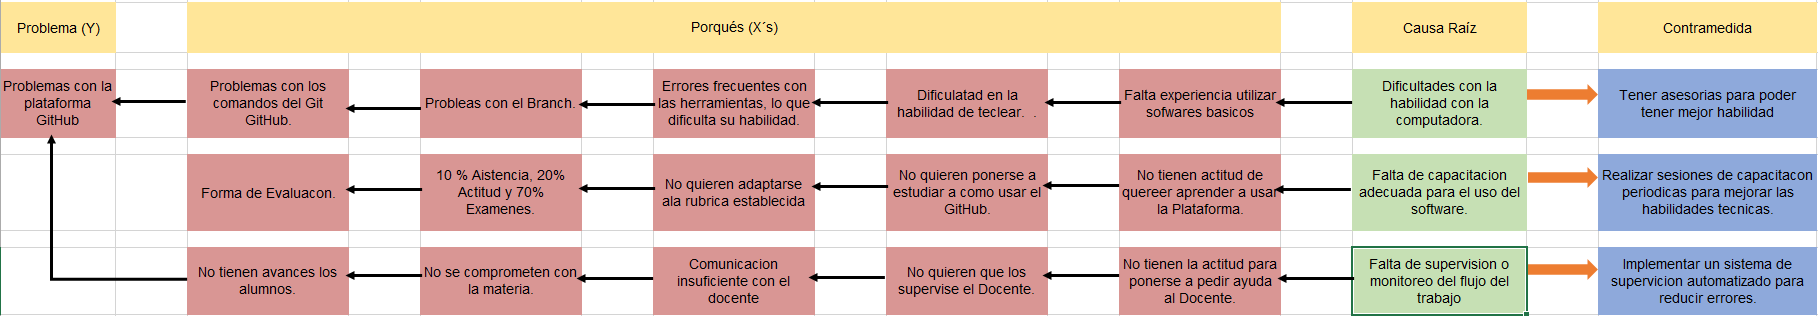 Problema (Y)
Porqués (X´s)
Causa Raíz
Contramedida
Problemas con la
plataforma
GitHub
Problemas con los
comandos del Git
GitHub.
Probleas con el Branch.
Errores frecuentes con
las herramientas, lo que
dificulta su habilidad.
Dificulatad en la
habilidad de teclear. .
Falta experiencia utilizar
sofwares basicos
Dificultades con la
habilidad con la
computadora.
Tener asesorias para poder
tener mejor habilidad
Forma de Evaluacon.
10 % Aistencia, 20%
Actitud y 70%
Examenes.
No quieren adaptarse
ala rubrica establecida
No quieren ponerse a
estudiar a como usar el
GitHub.
No tienen actitud de
quereer aprender a usar
la Plataforma.
Falta de capacitacion
adecuada para el uso del
software.
Realizar sesiones de capacitacon
periodicas para mejorar las
habilidades tecnicas.
No tienen avances los
alumnos.
No se comprometen con
la materia.
Comunicacion
insuficiente con el
docente
No quieren que los
supervise el Docente.
No tienen la actitud para
ponerse a pedir ayuda
al Docente.
Falta de supervision o
monitoreo del flujo del
trabajo
Implementar un sistema de
supervicion automatizado para
reducir errores.